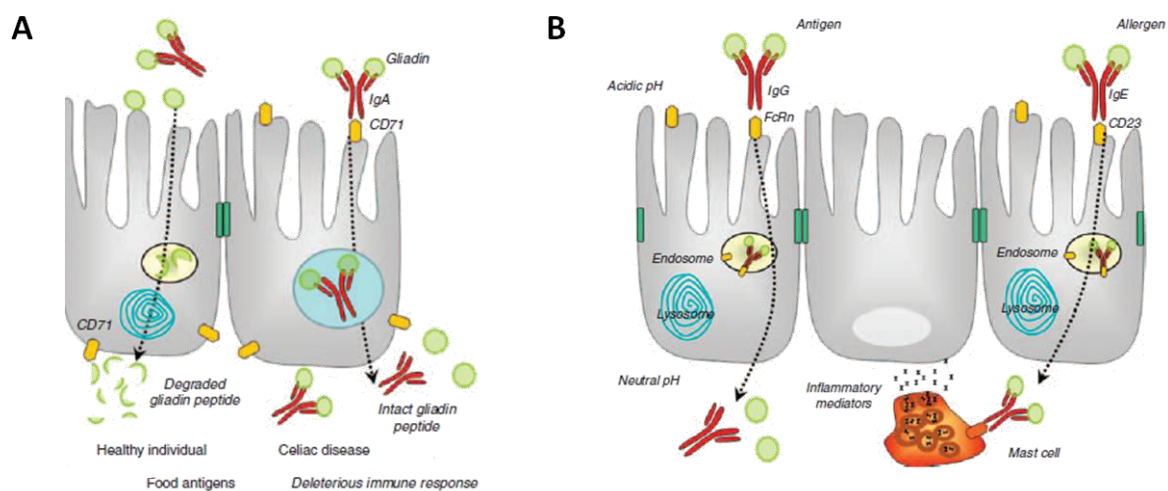 A
Gliadin
IgA
CD71
CD71
Degraded
gliadin peptide
Intact gliadin
peptide
Healthy individual
Celiac disease
Food antigens
Deleterious immune response
B
Antigen
Allergen
Acidic pH
IgG
IgE
FcRn
CD23
Endosome
Endosome
Lysosome
Lysosome
Neutral pH
Inflammatory
mediators
Mast cell